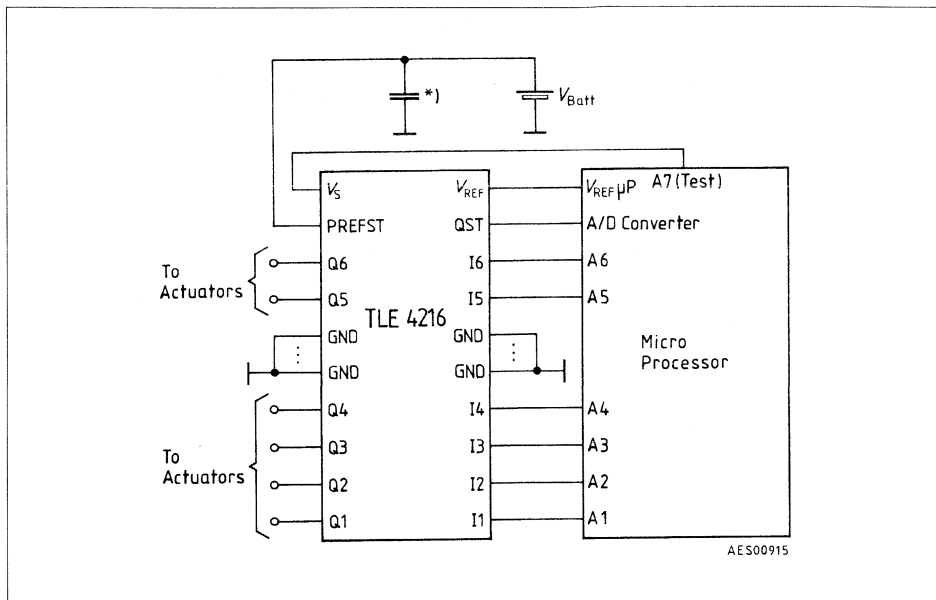 *)
V_Batt
V_S
PREFST
Q6
Q5
GND
⋮
GND
Q4
Q3
Q2
Q1
To
Actuators
To
Actuators
TLE 4216
V_REF
QST
I6
I5
GND
⋮
GND
I4
I3
I2
I1
A7(Test)
V_REF µP
A/D Converter
A6
A5
Micro
Processor
A4
A3
A2
A1
AES00915